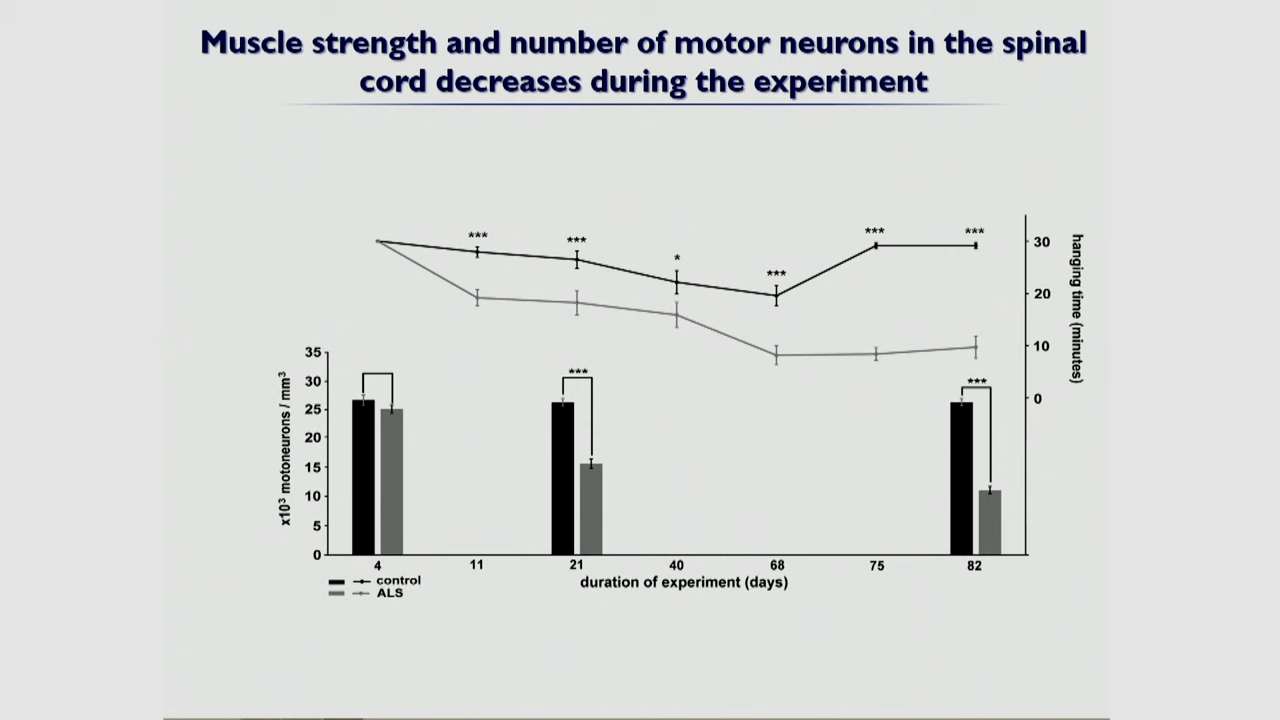 Muscle strength and number of motor neurons in the spinal
cord decreases during the experiment
*** *** * *** *** ***
30
20
10
0
hanging time (minutes)
35
30
25
20
15
10
5
0
x10³ motoneurons / mm³
*** ***
4 11 21 40 68 75 82
duration of experiment (days)
control
ALS